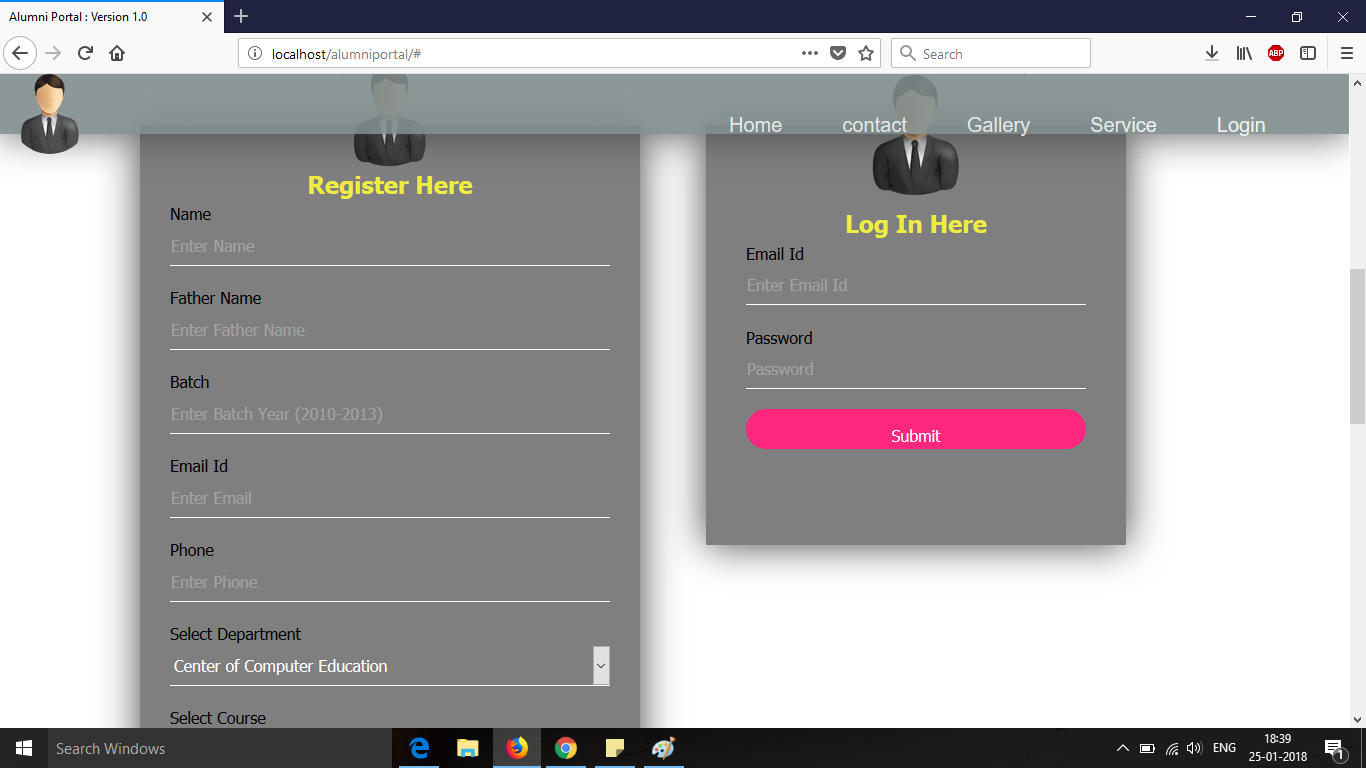 Alumni Portal : Version 1.0
localhost/alumniportal/#
Search
ABP
Home contact Gallery Service Login
Register Here
Name
Enter Name
Father Name
Enter Father Name
Batch
Enter Batch Year (2010-2013)
Email Id
Enter Email
Phone
Enter Phone
Select Department
Center of Computer Education
Select Course
Log In Here
Email Id
Enter Email Id
Password
Password
Submit
Search Windows
ENG
18:39
25-01-2018
1